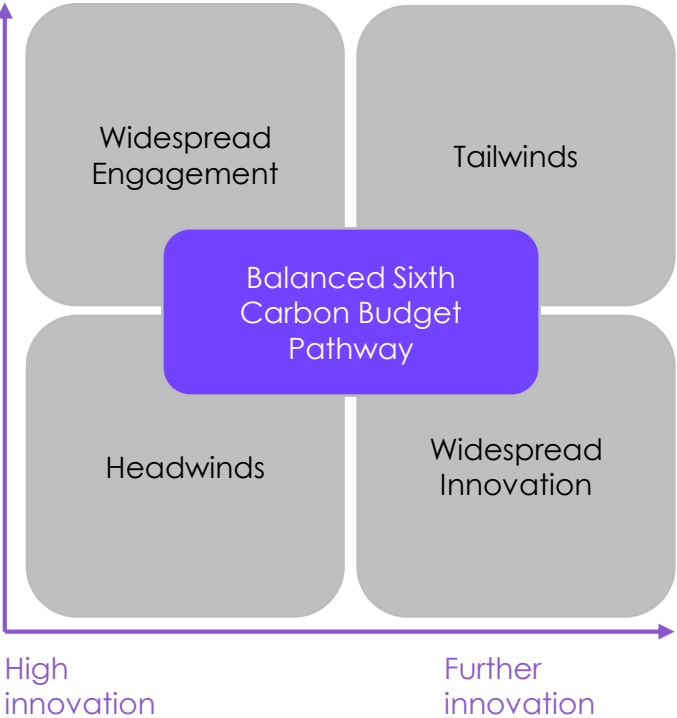 Widespread
Engagement
Tailwinds
Balanced Sixth
Carbon Budget
Pathway
Headwinds
Widespread
Innovation
High
innovation
Further
innovation